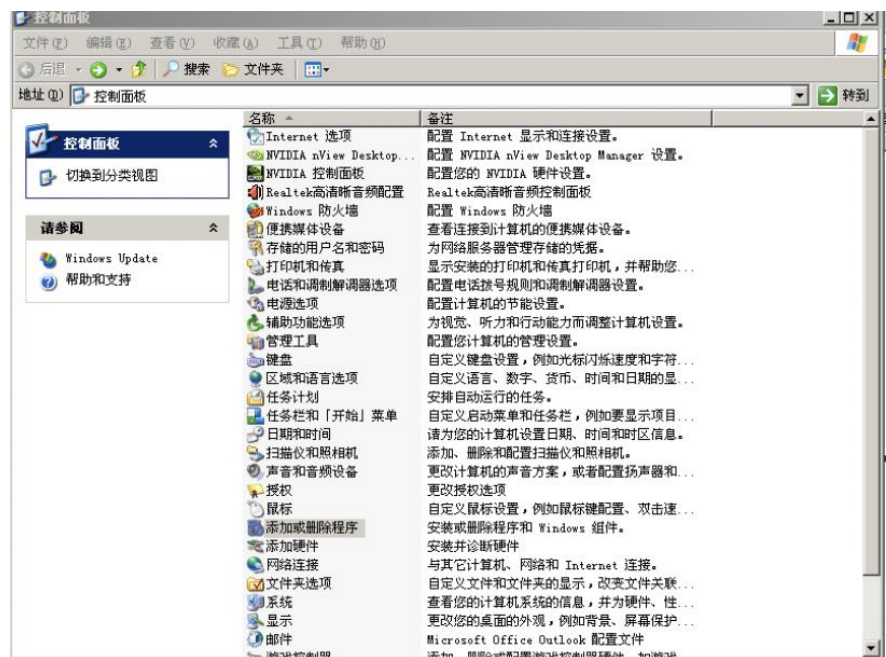 控制面板
文件(F) 编辑(E) 查看(V) 收藏(A) 工具(T) 帮助(H)
后退 搜索 文件夹
地址(D) 控制面板 转到
控制面板
切换到分类视图
请参阅
Windows Update
帮助和支持
名称 备注
Internet 选项 配置 Internet 显示和连接设置。
NVIDIA nView Desktop... 配置 NVIDIA nView Desktop Manager 设置。
NVIDIA 控制面板 配置您的 NVIDIA 硬件设置。
Realtek高清晰音频配置 Realtek高清晰音频控制面板
Windows 防火墙 配置 Windows 防火墙
便携媒体设备 查看连接到计算机的便携媒体设备。
存储的用户名和密码 为网络服务器管理存储的凭据。
打印机和传真 显示安装的打印机和传真打印机，并帮助您...
电话和调制解调器选项 配置电话拨号规则和调制解调器设置。
电源选项 配置计算机的节能设置。
辅助功能选项 为视觉、听力和行动能力而调整计算机设置。
管理工具 配置您计算机的管理设置。
键盘 自定义键盘设置，例如光标闪烁速度和字符...
区域和语言选项 自定义语言、数字、货币、时间和日期的显...
任务计划 安排自动运行的任务。
任务栏和「开始」菜单 自定义启动菜单和任务栏，例如要显示项目...
日期和时间 请为您的计算机设置日期、时间和时区信息。
扫描仪和照相机 添加、删除和配置扫描仪和照相机。
声音和音频设备 更改计算机的声音方案，或者配置扬声器和...
授权 更改授权选项
鼠标 自定义鼠标设置，例如鼠标键配置、双击速...
添加或删除程序 安装或删除程序和 Windows 组件。
添加硬件 安装并诊断硬件
网络连接 与其它计算机、网络和 Internet 连接。
文件夹选项 自定义文件和文件夹的显示，改变文件关联...
系统 查看您的计算机系统的信息，并为硬件、性...
显示 更改您的桌面的外观，例如背景、屏幕保护...
邮件 Microsoft Office Outlook 配置文件
游戏控制器 添加、删除或配置游戏控制器硬件，如游戏...